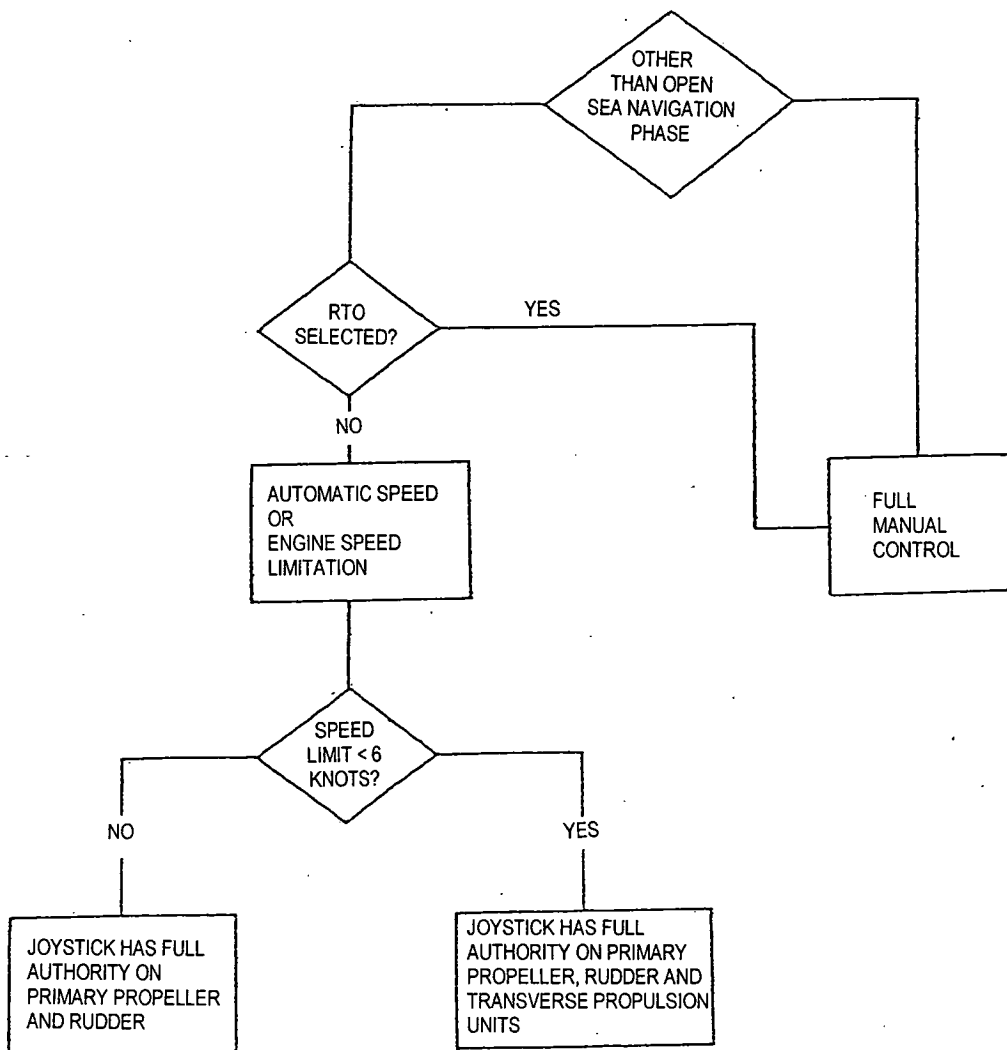 OTHER
THAN OPEN
SEA NAVIGATION
PHASE
RTO
SELECTED?
YES
NO
AUTOMATIC SPEED
OR
ENGINE SPEED
LIMITATION
FULL
MANUAL
CONTROL
SPEED
LIMIT < 6
KNOTS?
NO
YES
JOYSTICK HAS FULL
AUTHORITY ON
PRIMARY PROPELLER
AND RUDDER
JOYSTICK HAS FULL
AUTHORITY ON PRIMARY
PROPELLER, RUDDER AND
TRANSVERSE PROPULSION
UNITS